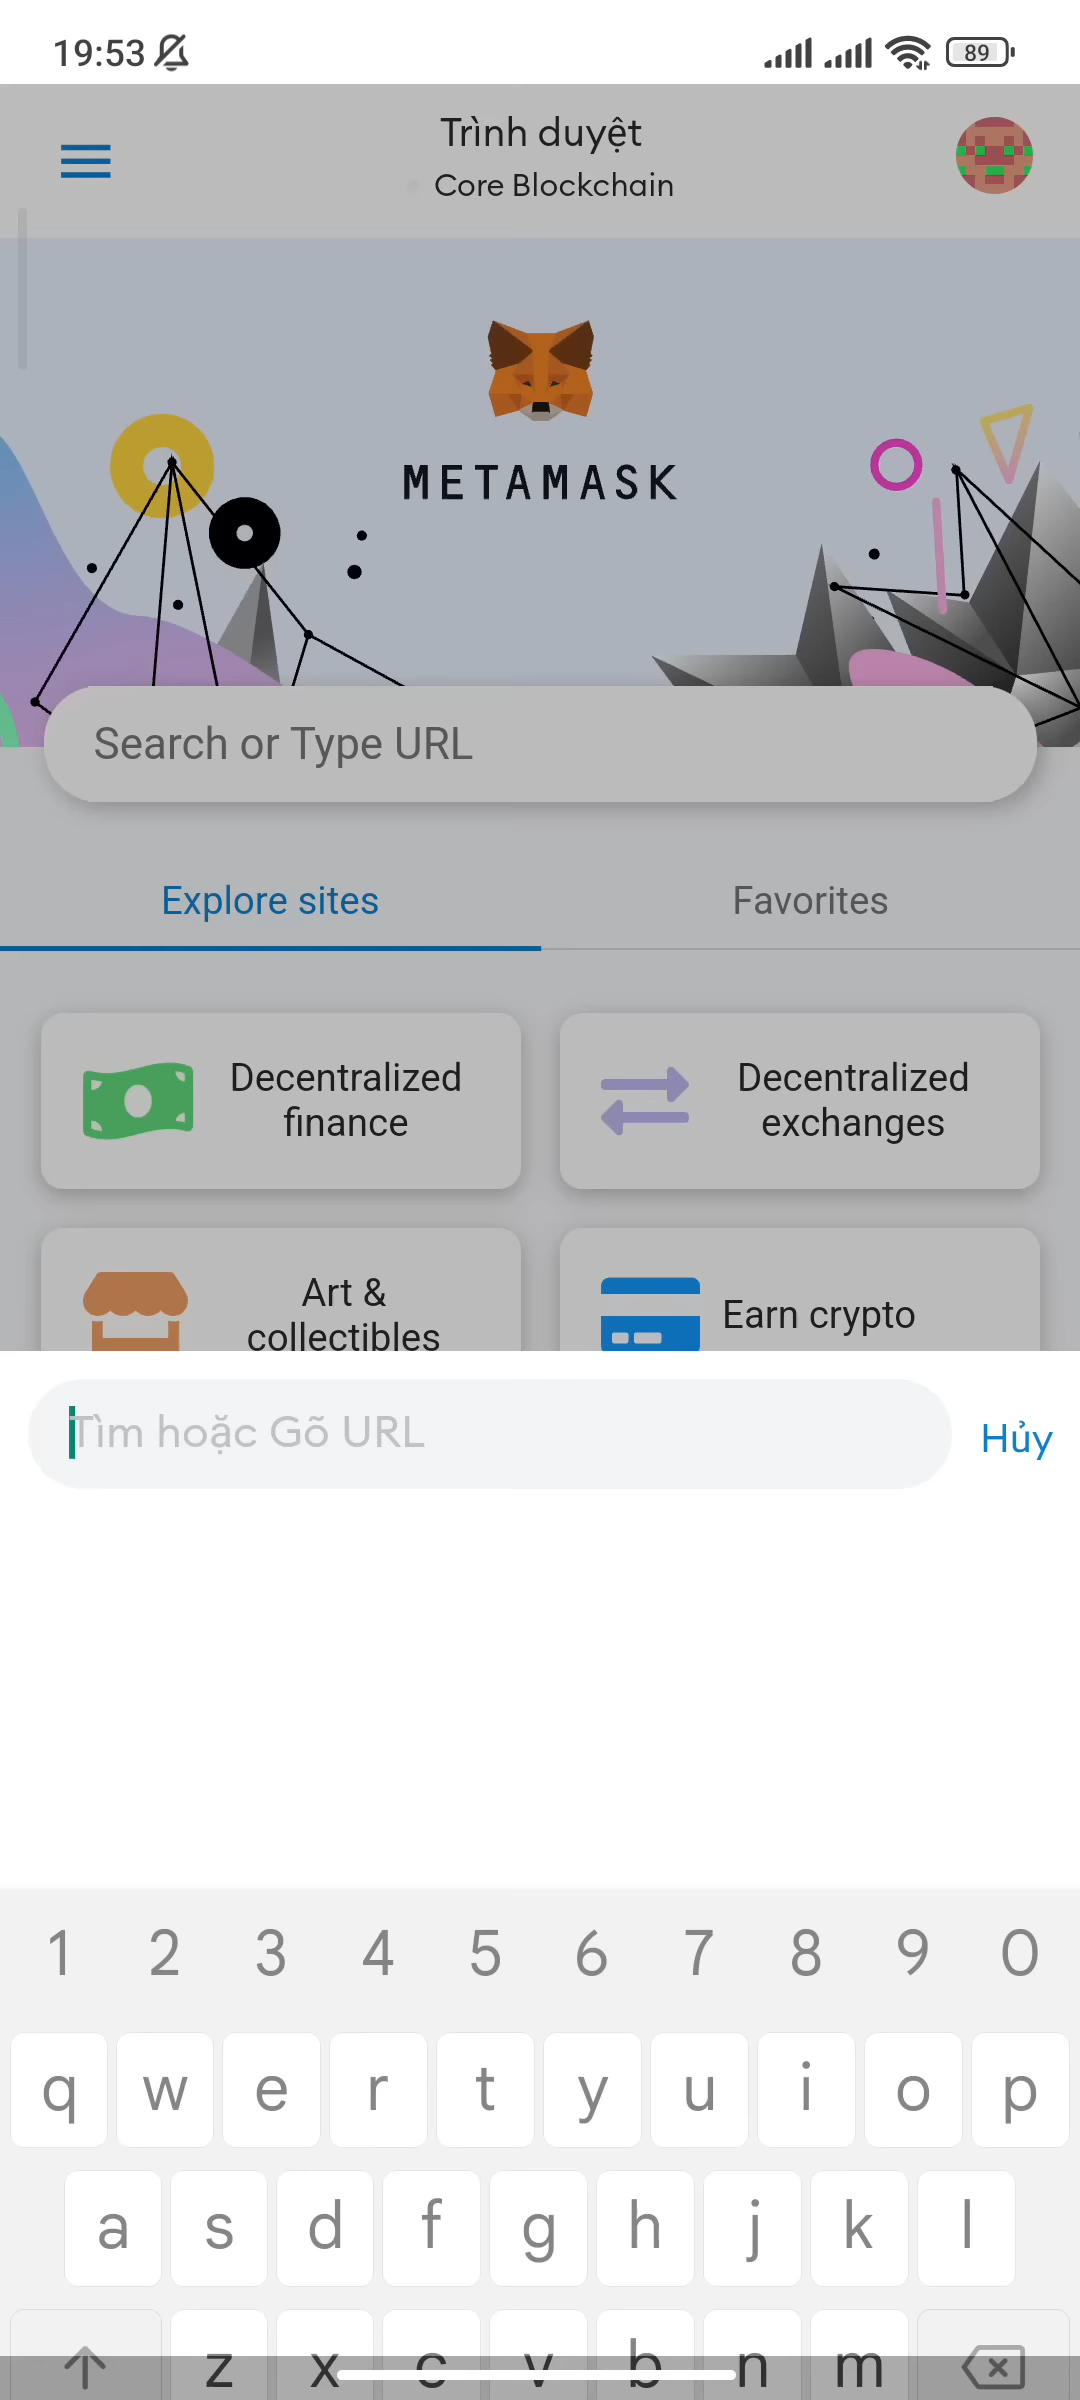 19:53
89
Trình duyệt
Core Blockchain
METAMASK
Search or Type URL
Explore sites
Favorites
Decentralized
finance
Decentralized
exchanges
Art &
collectibles
Earn crypto
Tìm hoặc Gõ URL
Hủy
1 2 3 4 5 6 7 8 9 0
q w e r t y u i o p
a s d f g h j k l
z x c v b n m